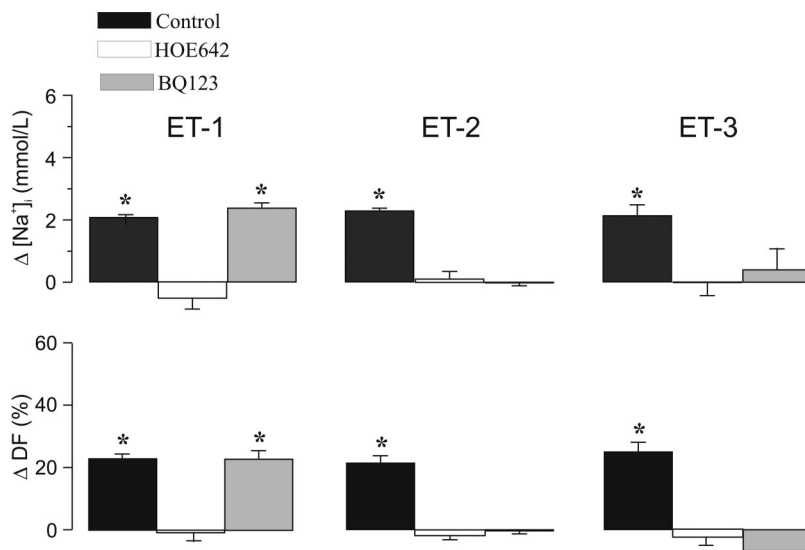 Control
HOE642
BQ123
ET-1 ET-2 ET-3
Δ [Na⁺]ᵢ (mmol/L)
6
4
2
0
* * * *
Δ DF (%)
60
40
20
0
* * * *